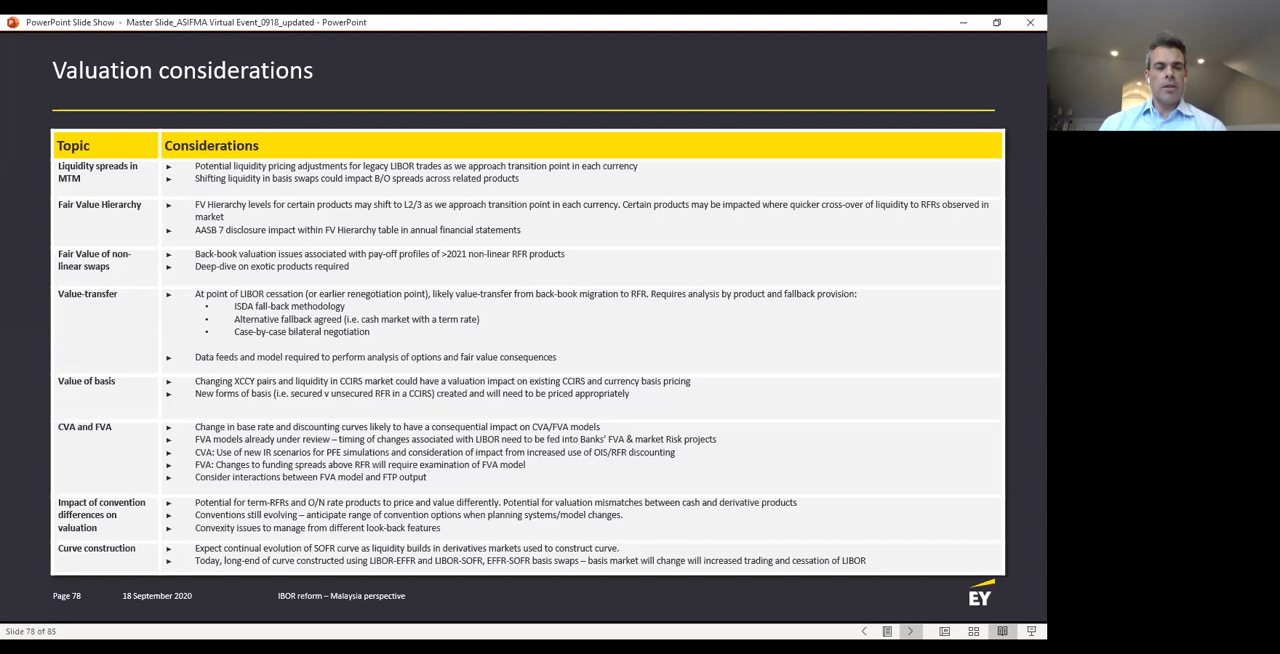 PowerPoint Slide Show - Master Slide_ASIFMA Virtual Event_0918_updated - PowerPoint
Valuation considerations
Topic
Considerations
Liquidity spreads in
MTM
► Potential liquidity pricing adjustments for legacy LIBOR trades as we approach transition point in each currency
► Shifting liquidity in basis swaps could impact B/O spreads across related products
Fair Value Hierarchy
► FV Hierarchy levels for certain products may shift to L2/3 as we approach transition point in each currency. Certain products may be impacted where quicker cross-over of liquidity to RFRs observed in
market
► AASB 7 disclosure impact within FV Hierarchy table in annual financial statements
Fair Value of non-
linear swaps
► Back-book valuation issues associated with pay-off profiles of >2021 non-linear RFR products
► Deep-dive on exotic products required
Value-transfer
► At point of LIBOR cessation (or earlier renegotiation point), likely value-transfer from back-book migration to RFR. Requires analysis by product and fallback provision:
• ISDA fall-back methodology
• Alternative fallback agreed (i.e. cash market with a term rate)
• Case-by-case bilateral negotiation
► Data feeds and model required to perform analysis of options and fair value consequences
Value of basis
► Changing XCCY pairs and liquidity in CCIRS market could have a valuation impact on existing CCIRS and currency basis pricing
► New forms of basis (i.e. secured v unsecured RFR in a CCIRS) created and will need to be priced appropriately
CVA and FVA
► Change in base rate and discounting curves likely to have a consequential impact on CVA/FVA models
► FVA models already under review – timing of changes associated with LIBOR need to be fed into Banks' FVA & market Risk projects
► CVA: Use of new IR scenarios for PFE simulations and consideration of impact from increased use of OIS/RFR discounting
► FVA: Changes to funding spreads above RFR will require examination of FVA model
► Consider interactions between FVA model and FTP output
Impact of convention
differences on
valuation
► Potential for term-RFRs and O/N rate products to price and value differently. Potential for valuation mismatches between cash and derivative products
► Conventions still evolving – anticipate range of convention options when planning systems/model changes.
► Convexity issues to manage from different look-back features
Curve construction
► Expect continual evolution of SOFR curve as liquidity builds in derivatives markets used to construct curve.
► Today, long-end of curve constructed using LIBOR-EFFR and LIBOR-SOFR, EFFR-SOFR basis swaps – basis market will change will increased trading and cessation of LIBOR
Page 78 18 September 2020 IBOR reform – Malaysia perspective
EY
Slide 78 of 85